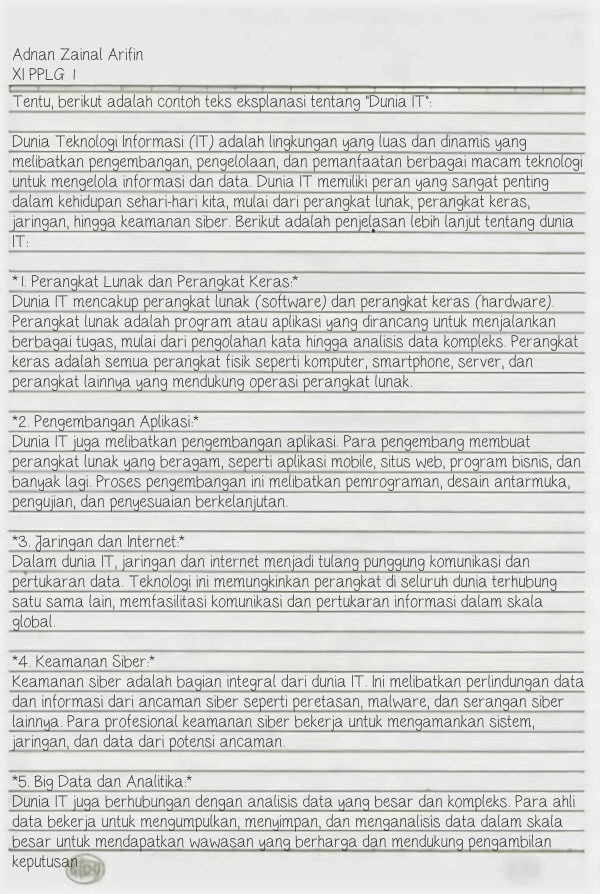 Adnan Zainal Arifin
XI PPLG 1
Tentu, berikut adalah contoh teks eksplanasi tentang "Dunia IT":
Dunia Teknologi Informasi (IT) adalah lingkungan yang luas dan dinamis yang
melibatkan pengembangan, pengelolaan, dan pemanfaatan berbagai macam teknologi
untuk mengelola informasi dan data. Dunia IT memiliki peran yang sangat penting
dalam kehidupan sehari-hari kita, mulai dari perangkat lunak, perangkat keras,
jaringan, hingga keamanan siber. Berikut adalah penjelasan lebih lanjut tentang dunia
IT:
*1. Perangkat Lunak dan Perangkat Keras:*
Dunia IT mencakup perangkat lunak (software) dan perangkat keras (hardware).
Perangkat lunak adalah program atau aplikasi yang dirancang untuk menjalankan
berbagai tugas, mulai dari pengolahan kata hingga analisis data kompleks. Perangkat
keras adalah semua perangkat fisik seperti komputer, smartphone, server, dan
perangkat lainnya yang mendukung operasi perangkat lunak.
*2. Pengembangan Aplikasi:*
Dunia IT juga melibatkan pengembangan aplikasi. Para pengembang membuat
perangkat lunak yang beragam, seperti aplikasi mobile, situs web, program bisnis, dan
banyak lagi. Proses pengembangan ini melibatkan pemrograman, desain antarmuka,
pengujian, dan penyesuaian berkelanjutan.
*3. Jaringan dan Internet:*
Dalam dunia IT, jaringan dan internet menjadi tulang punggung komunikasi dan
pertukaran data. Teknologi ini memungkinkan perangkat di seluruh dunia terhubung
satu sama lain, memfasilitasi komunikasi dan pertukaran informasi dalam skala
global.
*4. Keamanan Siber:*
Keamanan siber adalah bagian integral dari dunia IT. Ini melibatkan perlindungan data
dan informasi dari ancaman siber seperti peretasan, malware, dan serangan siber
lainnya. Para profesional keamanan siber bekerja untuk mengamankan sistem,
jaringan, dan data dari potensi ancaman.
*5. Big Data dan Analitika:*
Dunia IT juga berhubungan dengan analisis data yang besar dan kompleks. Para ahli
data bekerja untuk mengumpulkan, menyimpan, dan menganalisis data dalam skala
besar untuk mendapatkan wawasan yang berharga dan mendukung pengambilan
keputusan